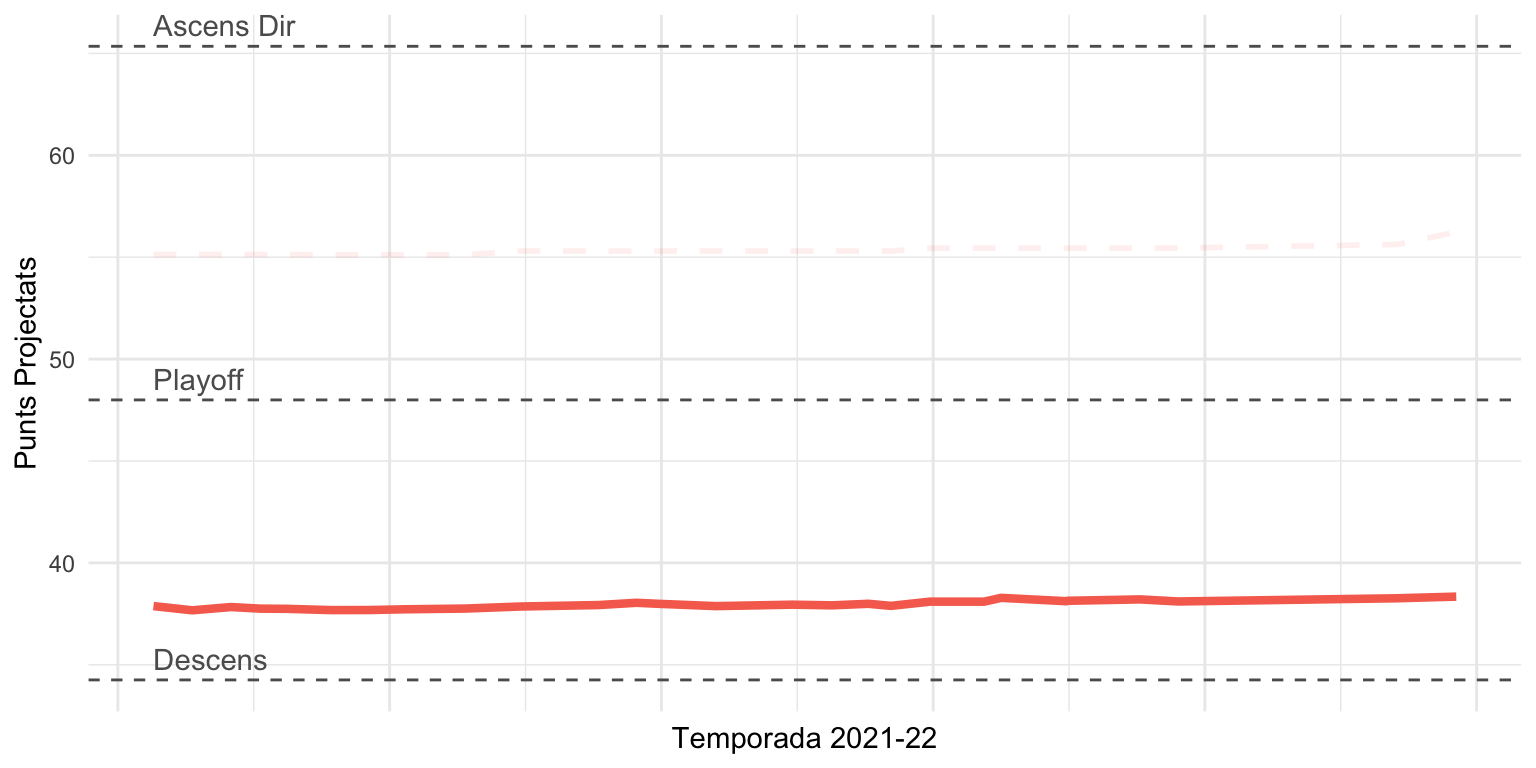 Ascens Dir
60
50
Playoff
40
Descens
Punts Projectats
Temporada 2021-22